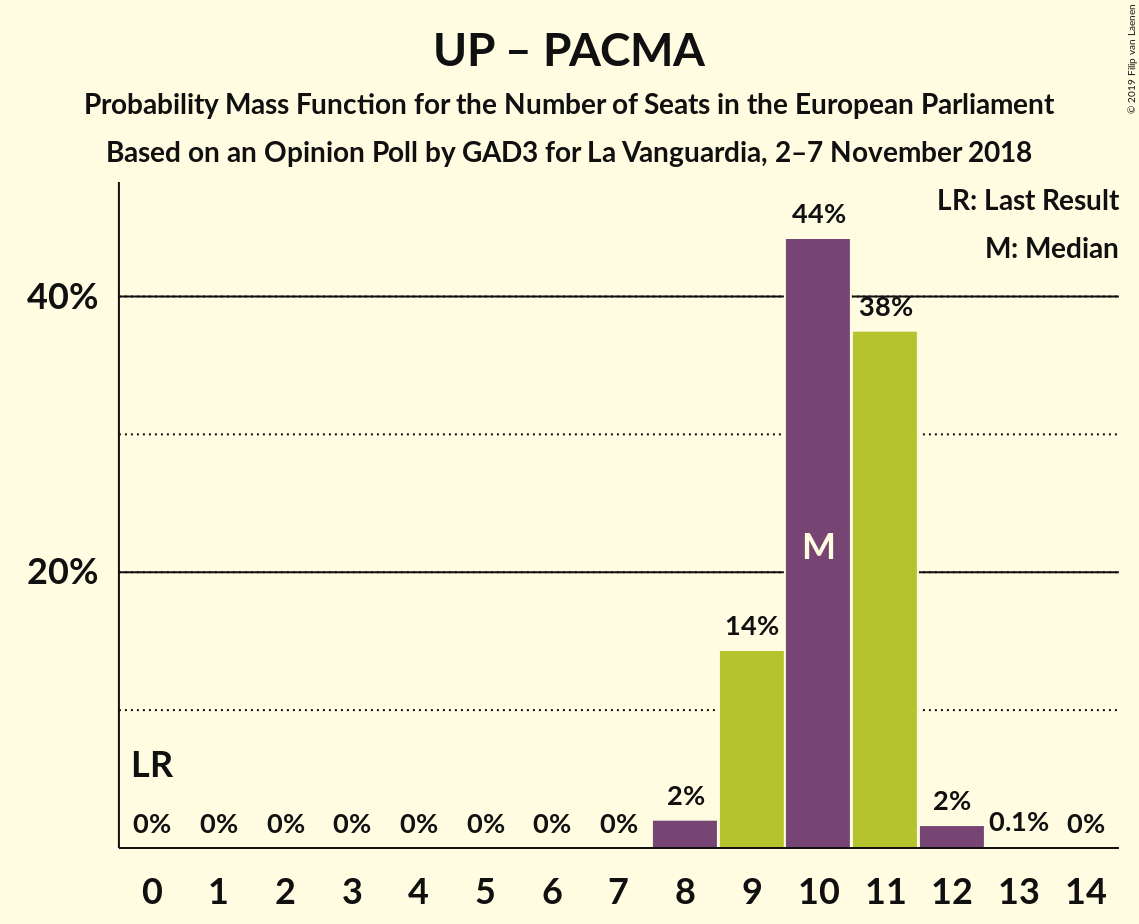 UP – PACMA
Probability Mass Function for the Number of Seats in the European Parliament
Based on an Opinion Poll by GAD3 for La Vanguardia, 2–7 November 2018
© 2019 Filip van Laenen
LR: Last Result
M: Median
44%
40%
38%
M
20%
14%
LR
0% 0% 0% 0% 0% 0% 0% 0% 2% 2% 0.1% 0%
0 1 2 3 4 5 6 7 8 9 10 11 12 13 14